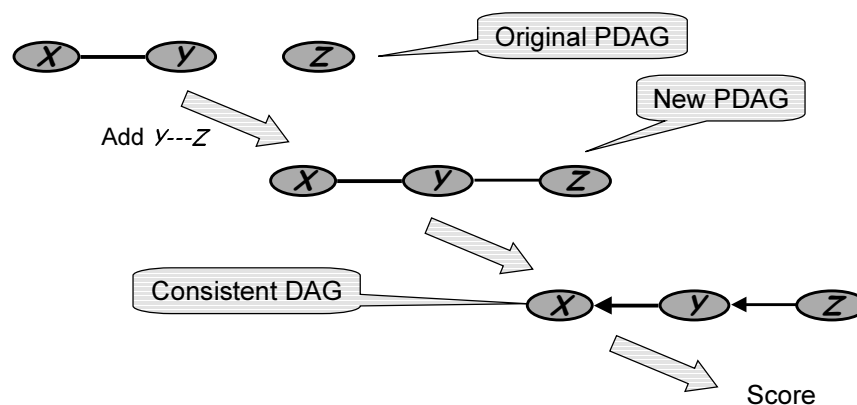 X Y Z Original PDAG
New PDAG
Add Y---Z
X Y Z
Consistent DAG X Y Z
Score